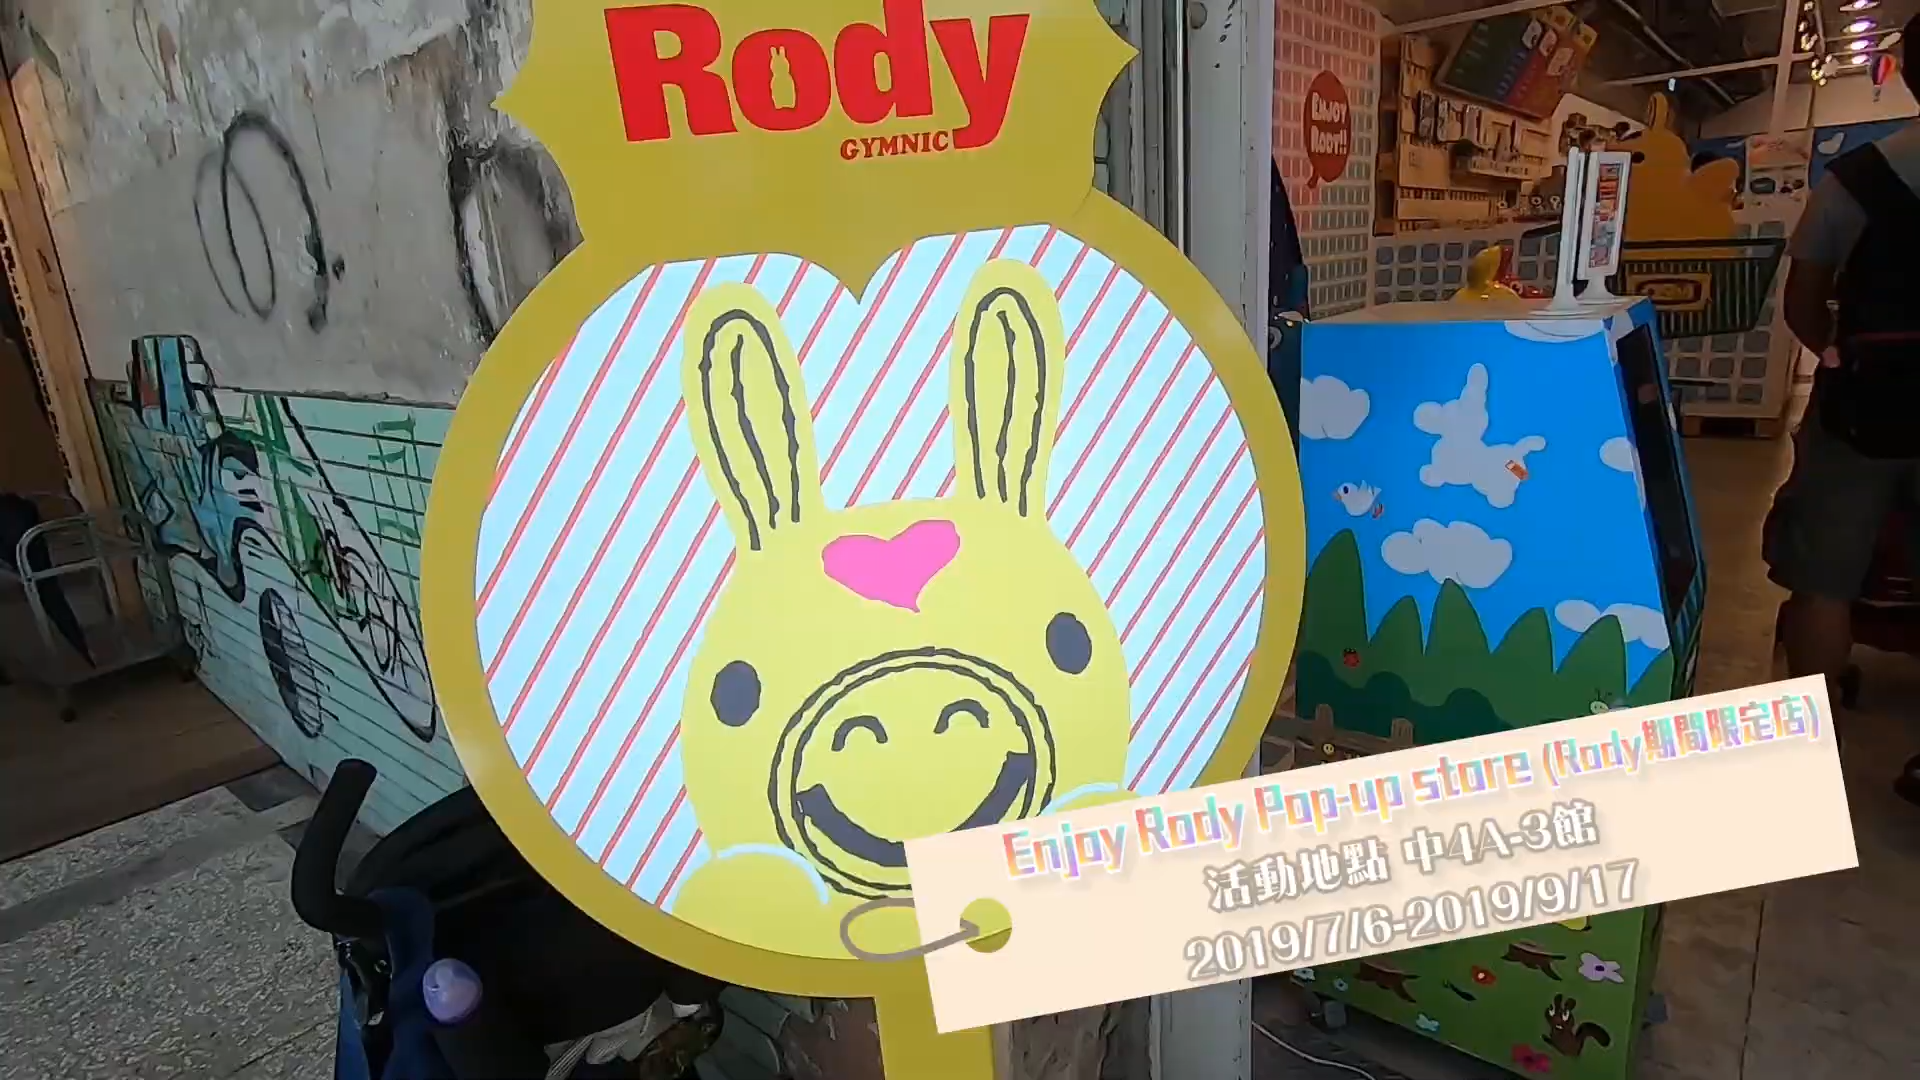 Rody
GYMNIC
ENJOY
RODY!!
Enjoy Rody Pop-up store (Rody期間限定店)
活動地點 中4A-3館
2019/7/6-2019/9/17